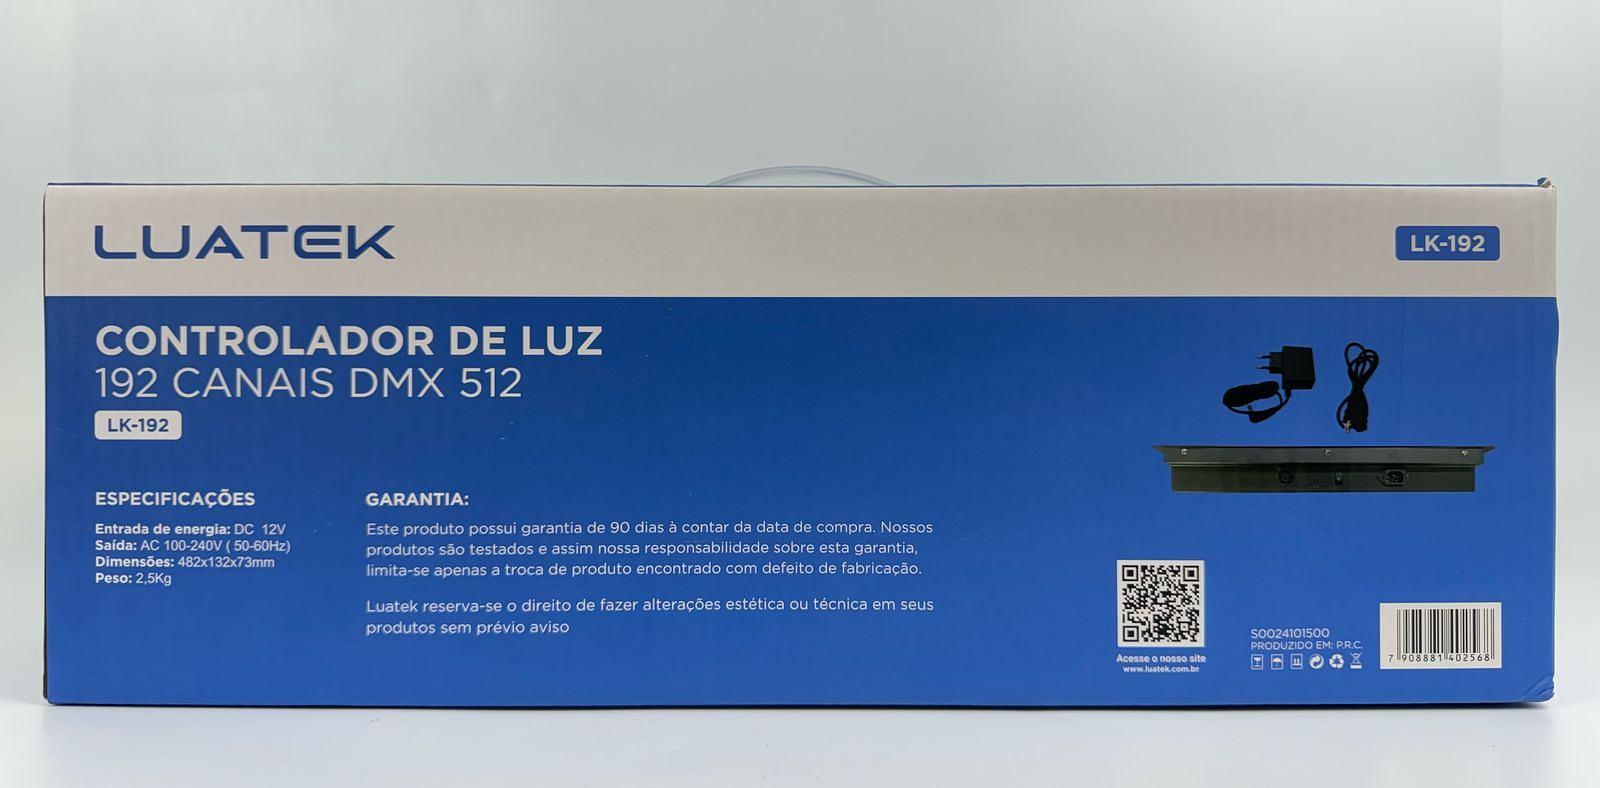 LUATEK
LK-192
CONTROLADOR DE LUZ
192 CANAIS DMX 512
LK-192
ESPECIFICAÇÕES
Entrada de energia: DC 12V
Saída: AC 100-240V ( 50-60Hz)
Dimensões: 482x132x73mm
Peso: 2,5Kg
GARANTIA:
Este produto possui garantia de 90 dias à contar da data de compra. Nossos
produtos são testados e assim nossa responsabilidade sobre esta garantia,
limita-se apenas a troca de produto encontrado com defeito de fabricação.
Luatek reserva-se o direito de fazer alterações estética ou técnica em seus
produtos sem prévio aviso
Acesse o nosso site
www.luatek.com.br
S0024101500
PRODUZIDO EM: P.R.C.
7 908881 402568